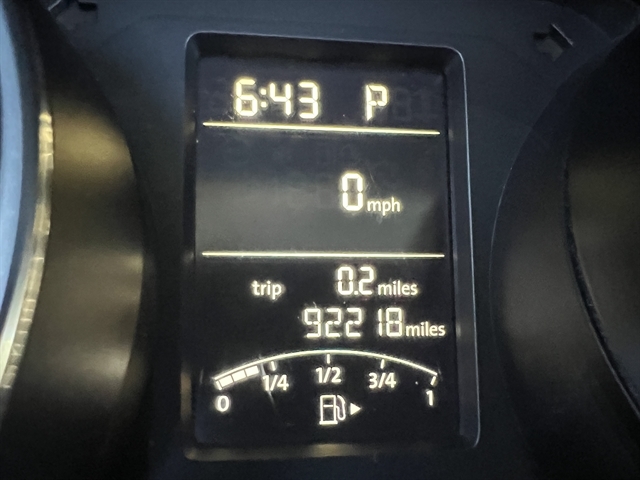 6:43 P
0 mph
trip 0.2 miles
92218 miles
0 1/4 1/2 3/4 1